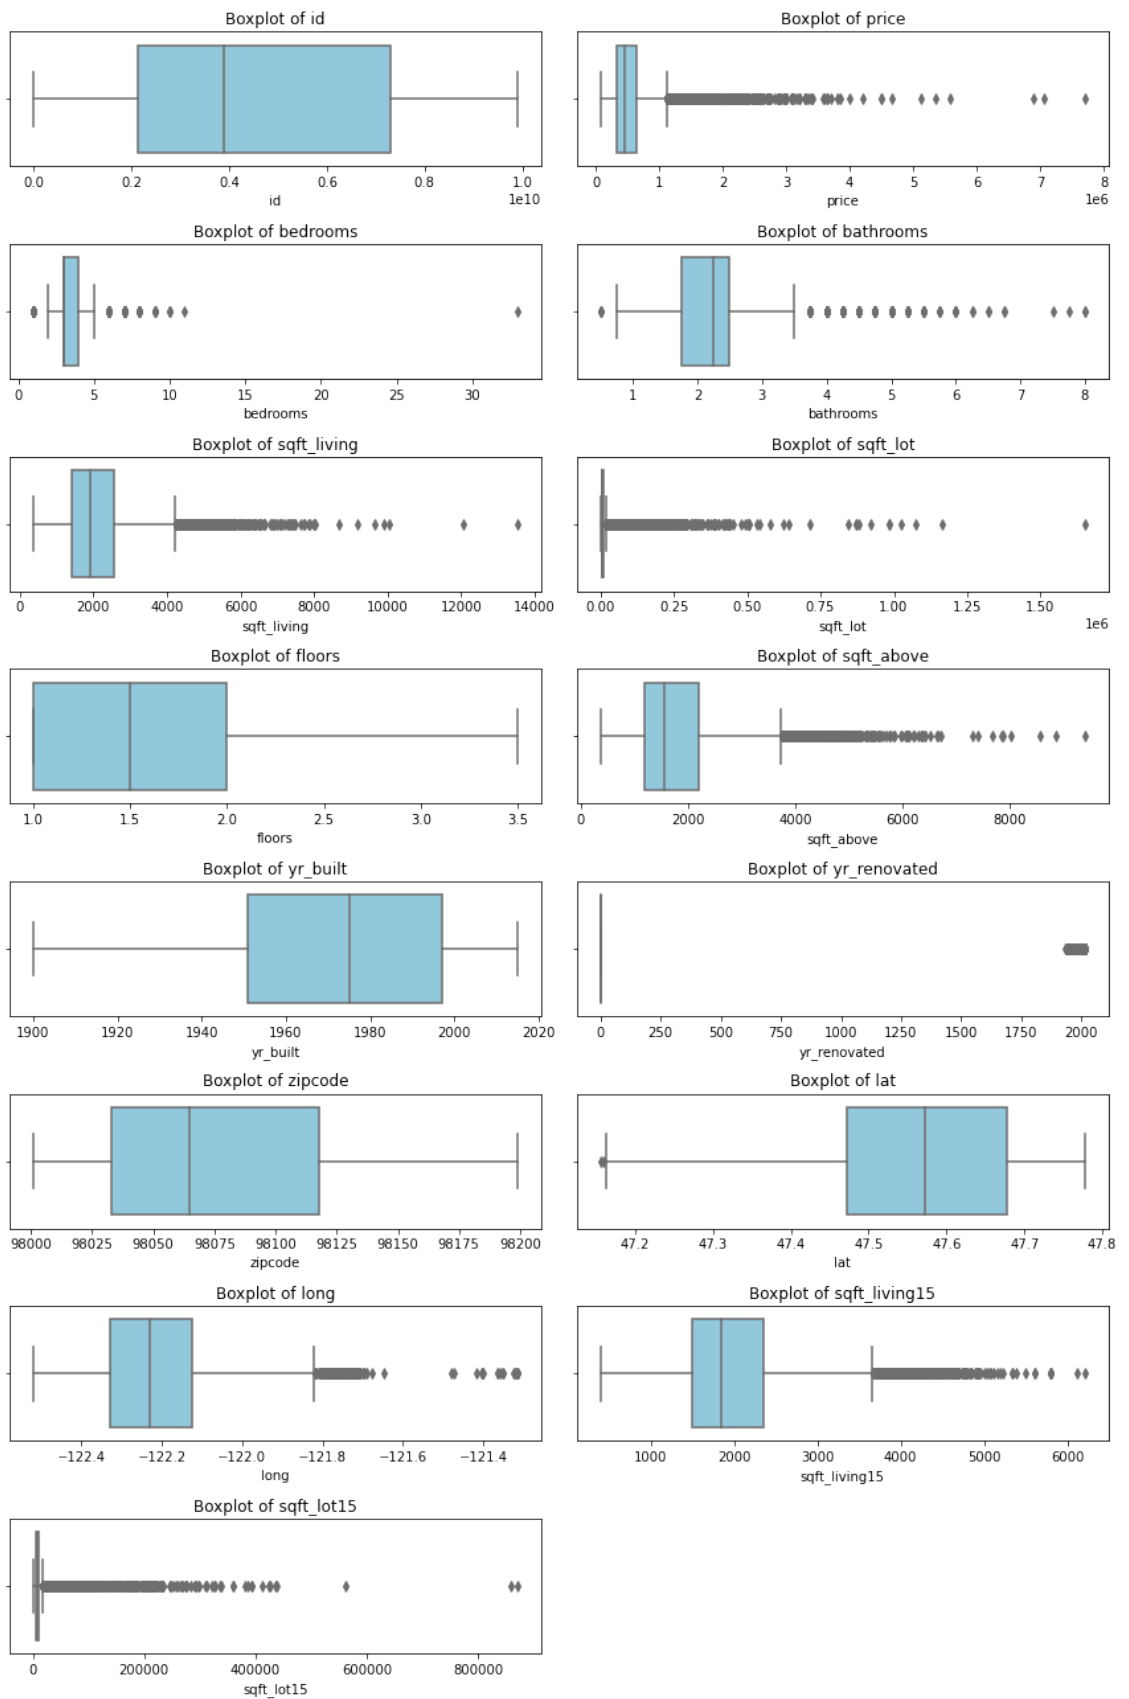 Boxplot of id
0.0 0.2 0.4 0.6 0.8 1.0
1e10
id
Boxplot of price
0 1 2 3 4 5 6 7 8
1e6
price
Boxplot of bedrooms
0 5 10 15 20 25 30
bedrooms
Boxplot of bathrooms
1 2 3 4 5 6 7 8
bathrooms
Boxplot of sqft_living
0 2000 4000 6000 8000 10000 12000 14000
sqft_living
Boxplot of sqft_lot
0.00 0.25 0.50 0.75 1.00 1.25 1.50
1e6
sqft_lot
Boxplot of floors
1.0 1.5 2.0 2.5 3.0 3.5
floors
Boxplot of sqft_above
0 2000 4000 6000 8000
sqft_above
Boxplot of yr_built
1900 1920 1940 1960 1980 2000 2020
yr_built
Boxplot of yr_renovated
0 250 500 750 1000 1250 1500 1750 2000
yr_renovated
Boxplot of zipcode
98000 98025 98050 98075 98100 98125 98150 98175 98200
zipcode
Boxplot of lat
47.2 47.3 47.4 47.5 47.6 47.7 47.8
lat
Boxplot of long
−122.4 −122.2 −122.0 −121.8 −121.6 −121.4
long
Boxplot of sqft_living15
1000 2000 3000 4000 5000 6000
sqft_living15
Boxplot of sqft_lot15
0 200000 400000 600000 800000
sqft_lot15